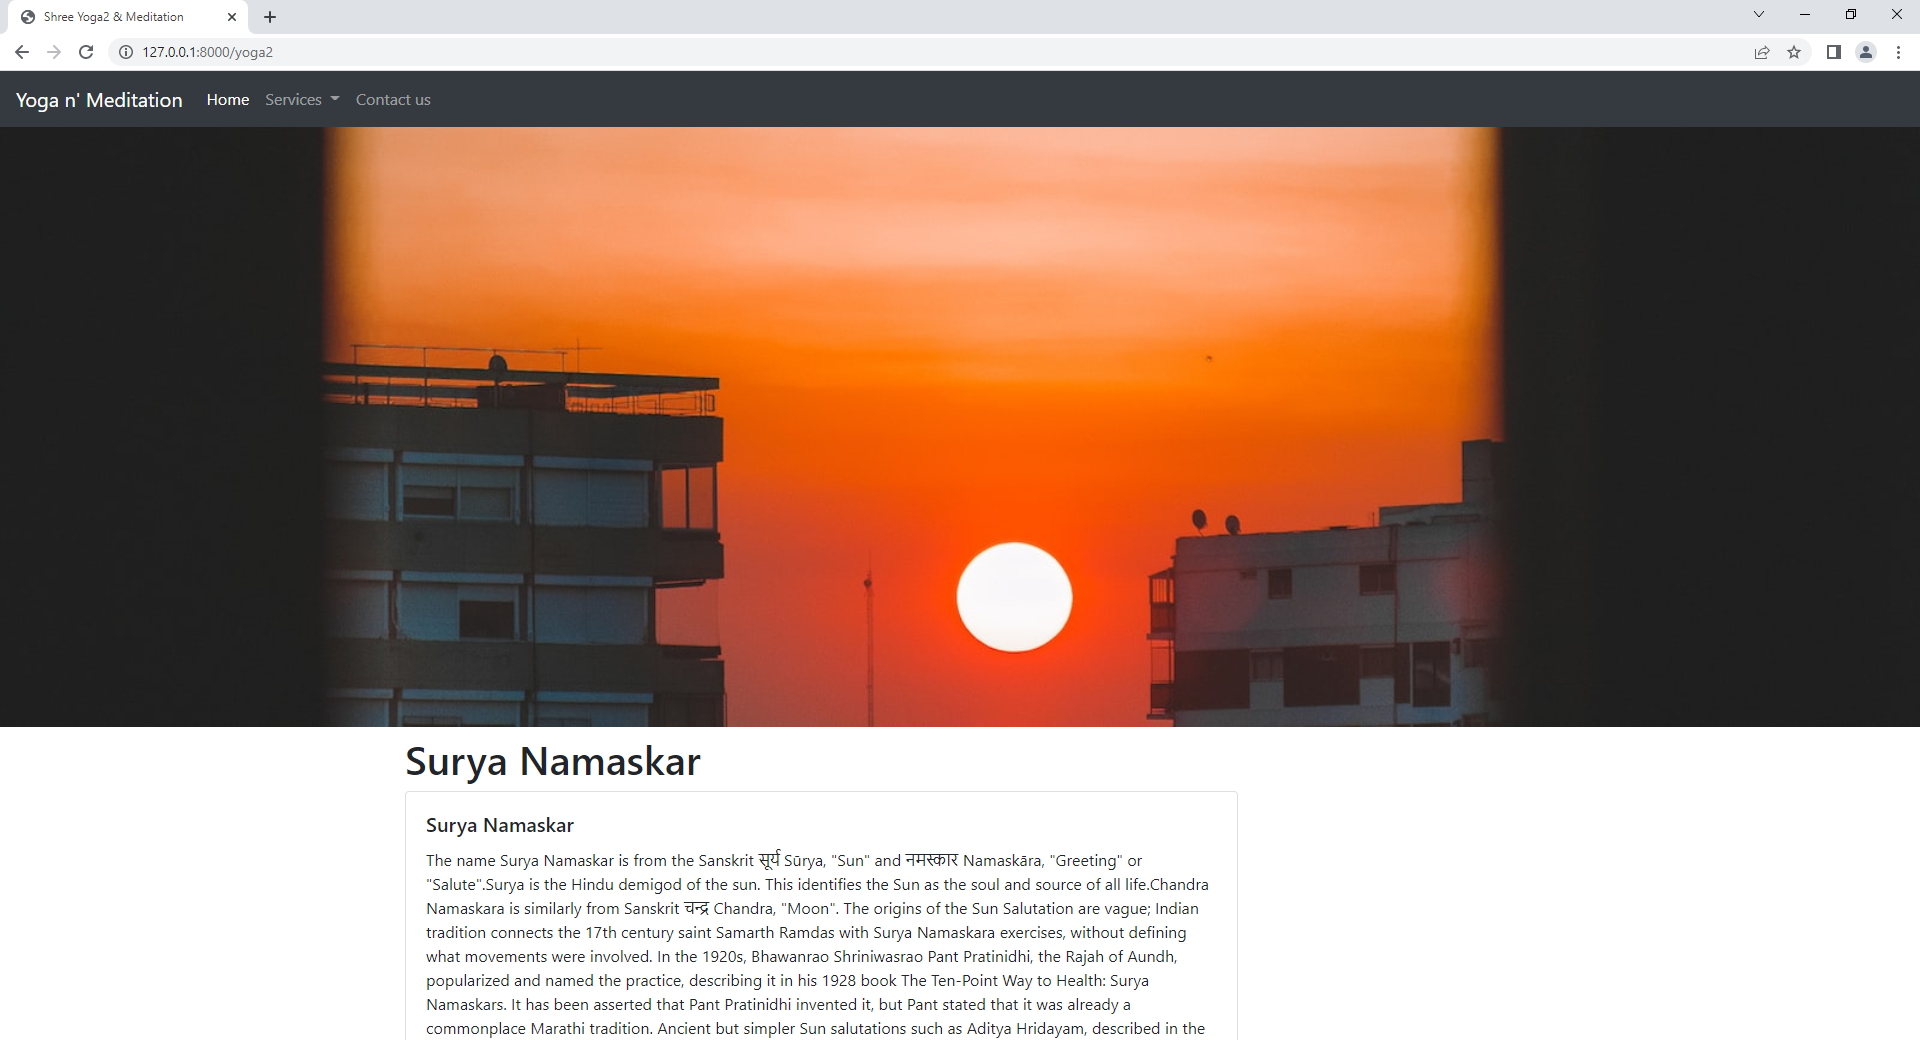 Shree Yoga2 & Meditation
127.0.0.1:8000/yoga2
Yoga n' Meditation Home Services Contact us
Surya Namaskar
Surya Namaskar
The name Surya Namaskar is from the Sanskrit सूर्य Sūrya, "Sun" and नमस्कार Namaskāra, "Greeting" or
"Salute".Surya is the Hindu demigod of the sun. This identifies the Sun as the soul and source of all life.Chandra
Namaskara is similarly from Sanskrit चन्द्र Chandra, "Moon". The origins of the Sun Salutation are vague; Indian
tradition connects the 17th century saint Samarth Ramdas with Surya Namaskara exercises, without defining
what movements were involved. In the 1920s, Bhawanrao Shriniwasrao Pant Pratinidhi, the Rajah of Aundh,
popularized and named the practice, describing it in his 1928 book The Ten-Point Way to Health: Surya
Namaskars. It has been asserted that Pant Pratinidhi invented it, but Pant stated that it was already a
commonplace Marathi tradition. Ancient but simpler Sun salutations such as Aditya Hridayam, described in the